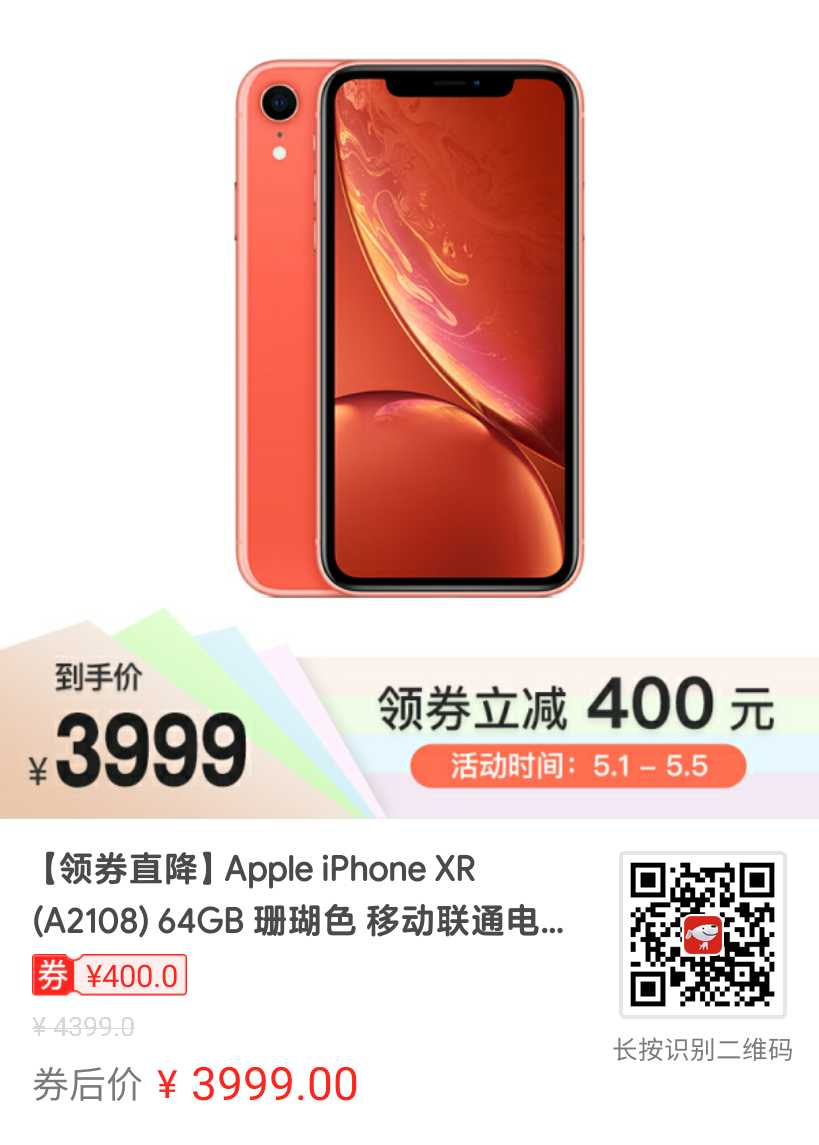 到手价
¥3999
领券立减 400 元
活动时间：5.1 – 5.5
【领券直降】Apple iPhone XR
(A2108) 64GB 珊瑚色 移动联通电...
券 ¥400.0
¥ 4399.0
券后价 ¥ 3999.00
长按识别二维码